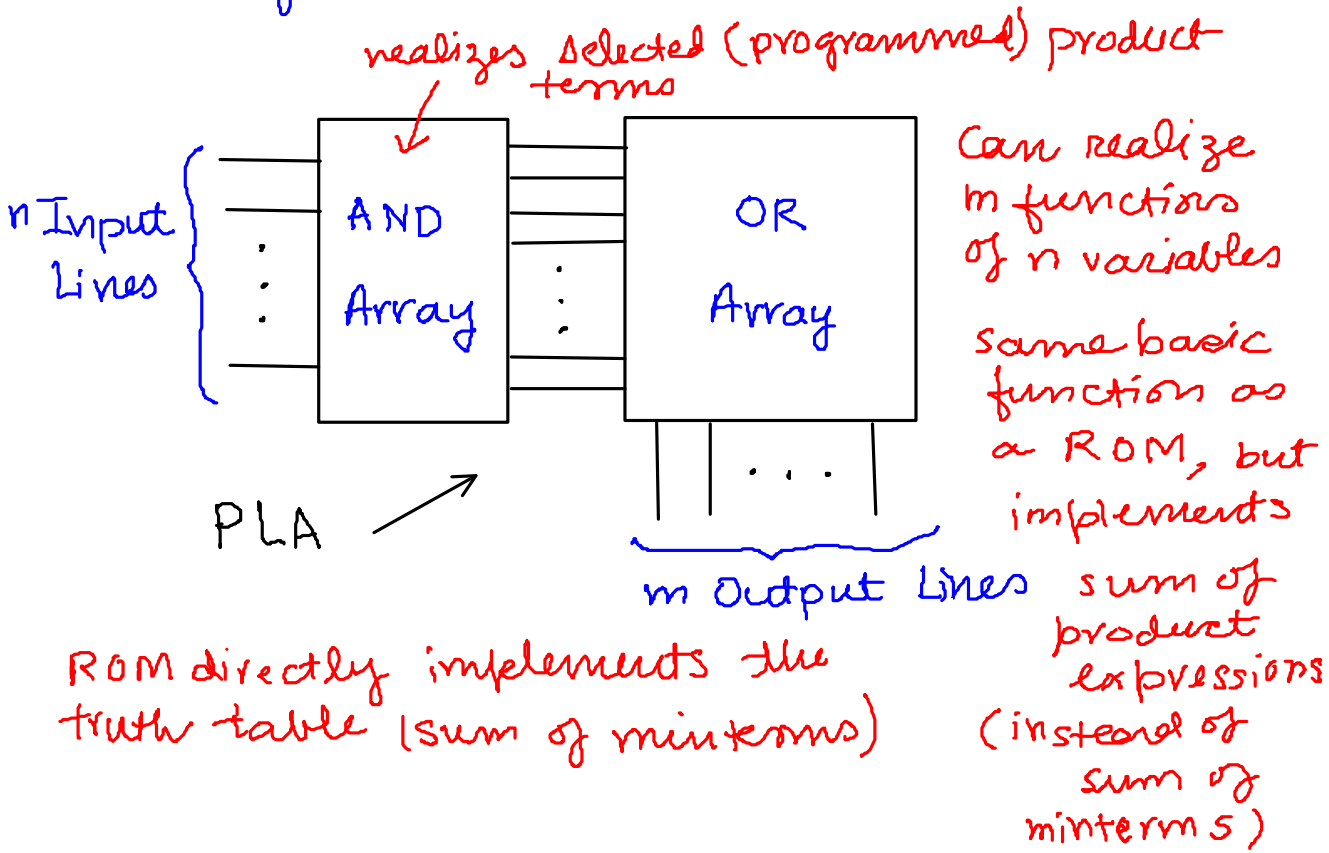 realizes selected (programmed) product
terms
n Input
Lines
AND
Array
OR
Array
Can realize
m functions
of n variables
same basic
function as
a ROM, but
implements
sum of
product
expressions
(instead of
sum of
minterms)
PLA
m Output Lines
ROM directly implements the
truth table (sum of minterms)